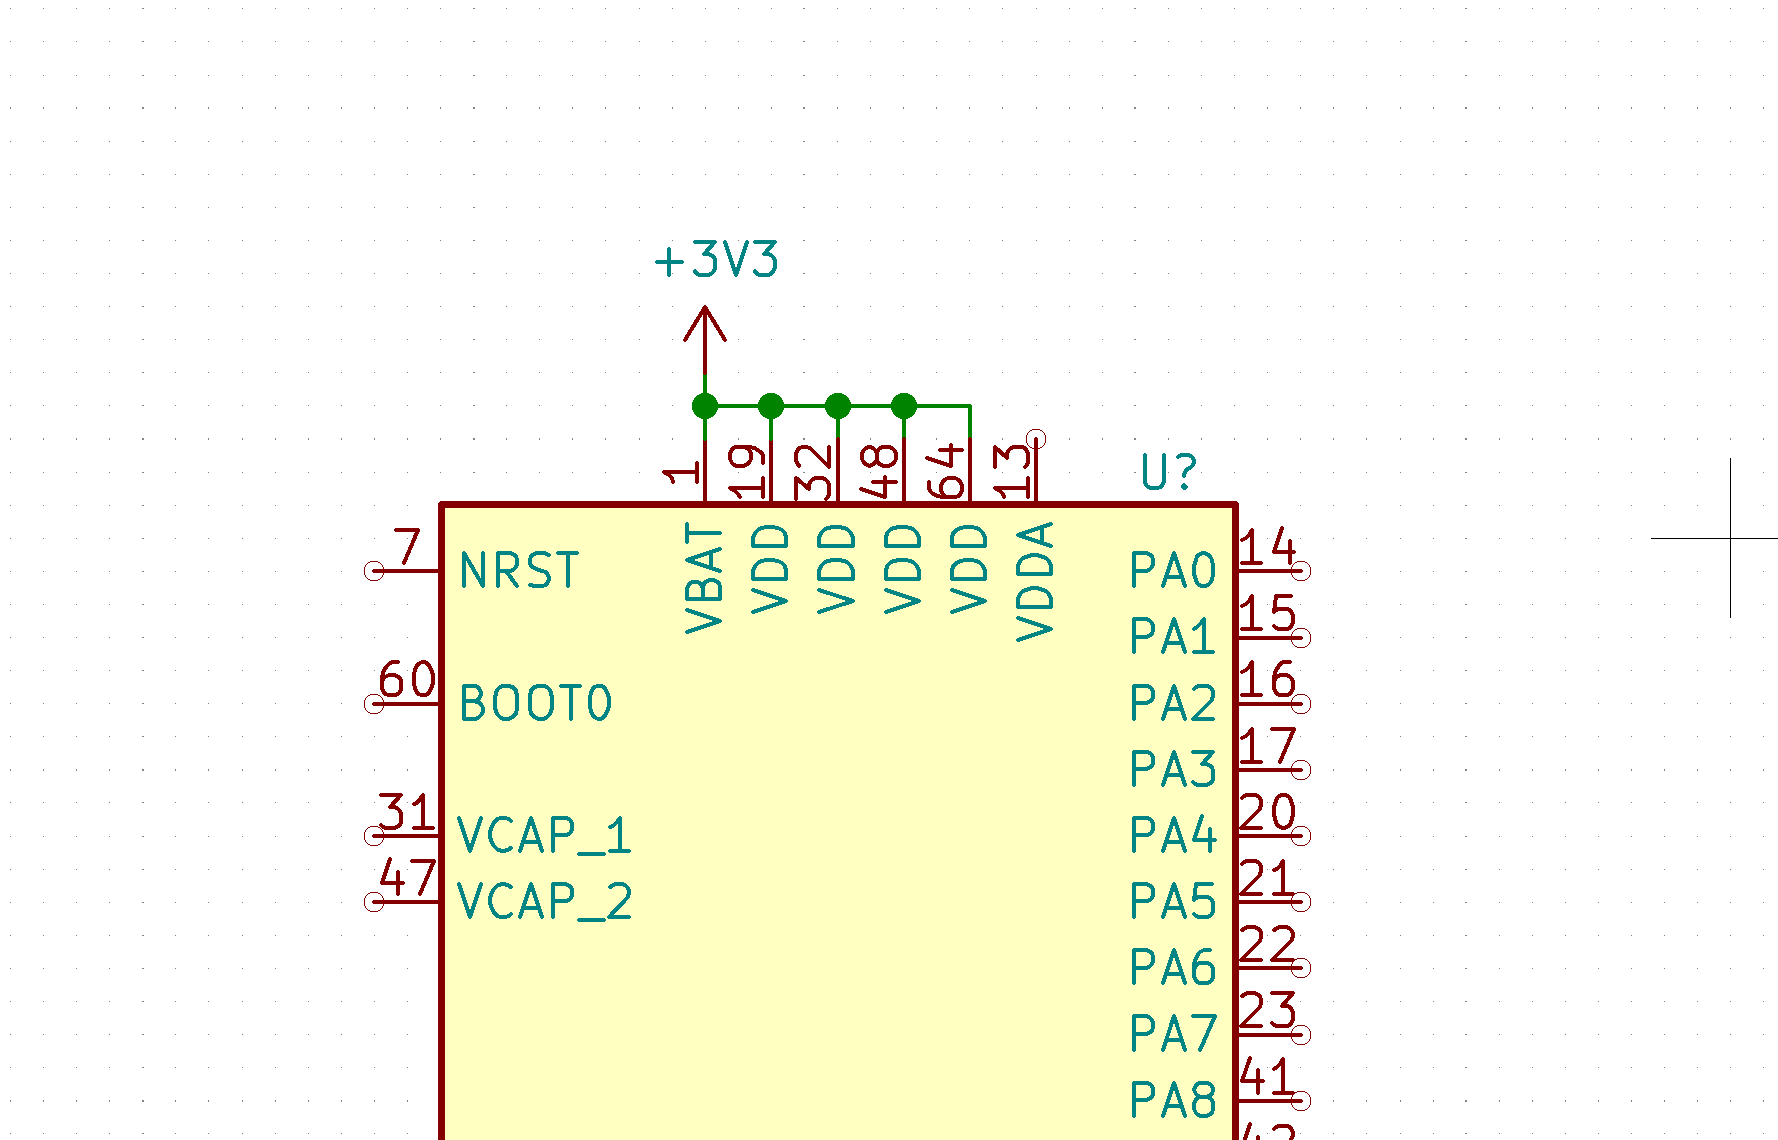 +3V3
1 19 32 48 64 13
U?
VBAT VDD VDD VDD VDD VDDA
7 NRST
60 BOOT0
31 VCAP_1
47 VCAP_2
PA0 14
PA1 15
PA2 16
PA3 17
PA4 20
PA5 21
PA6 22
PA7 23
PA8 41